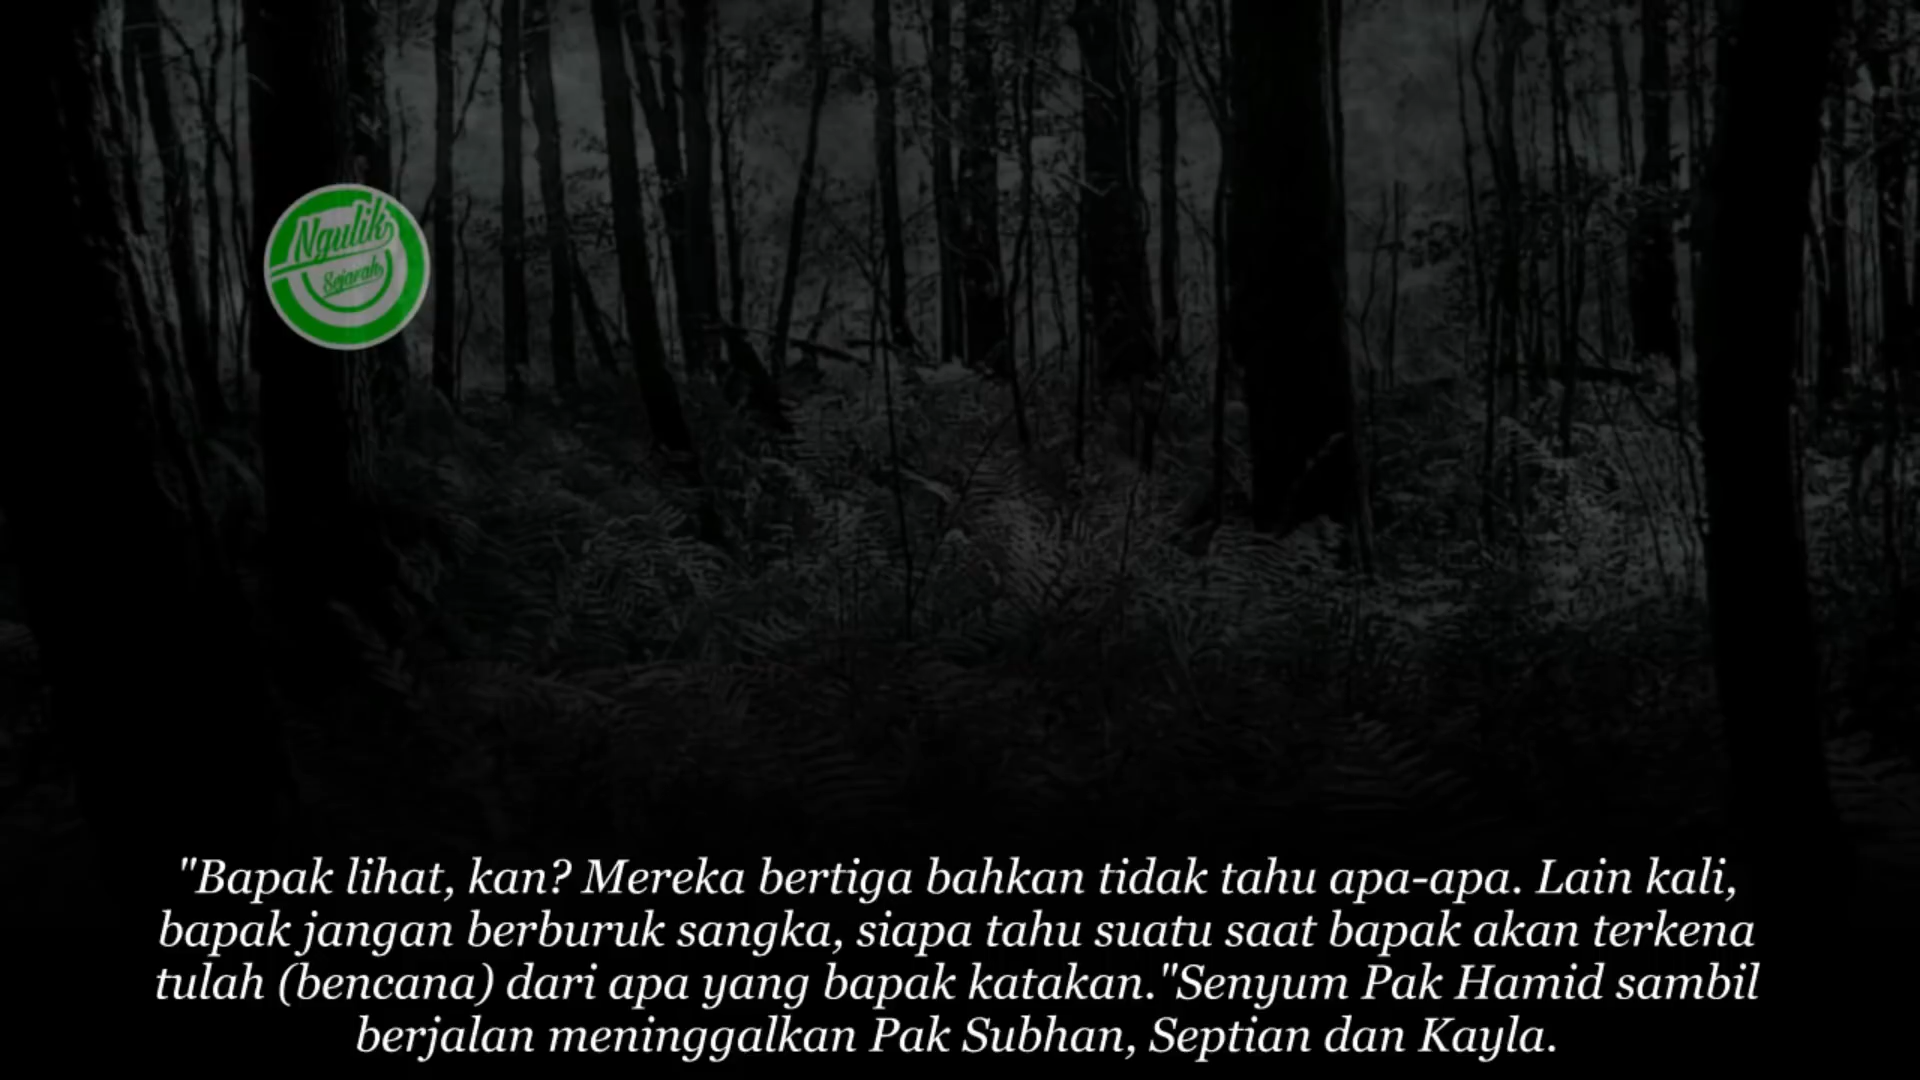 Ngulik
Sejarah
"Bapak lihat, kan? Mereka bertiga bahkan tidak tahu apa-apa. Lain kali,
bapak jangan berburuk sangka, siapa tahu suatu saat bapak akan terkena
tulah (bencana) dari apa yang bapak katakan."Senyum Pak Hamid sambil
berjalan meninggalkan Pak Subhan, Septian dan Kayla.